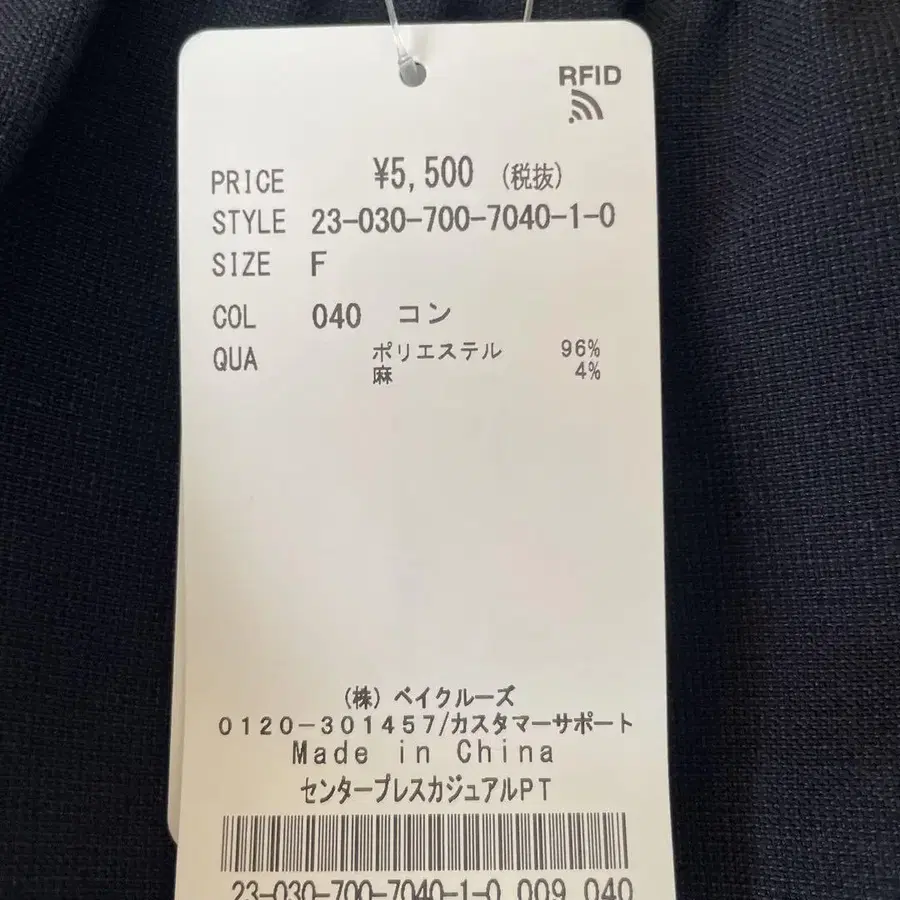 RFID
PRICE ¥5,500 (税抜)
STYLE 23-030-700-7040-1-0
SIZE F
COL 040 コン
QUA ポリエステル 96%
麻 4%
(株)ベイクルーズ
0120-301457/カスタマーサポート
Made in China
センタープレスカジュアルPT
23-030-700-7040-1-0 009 040